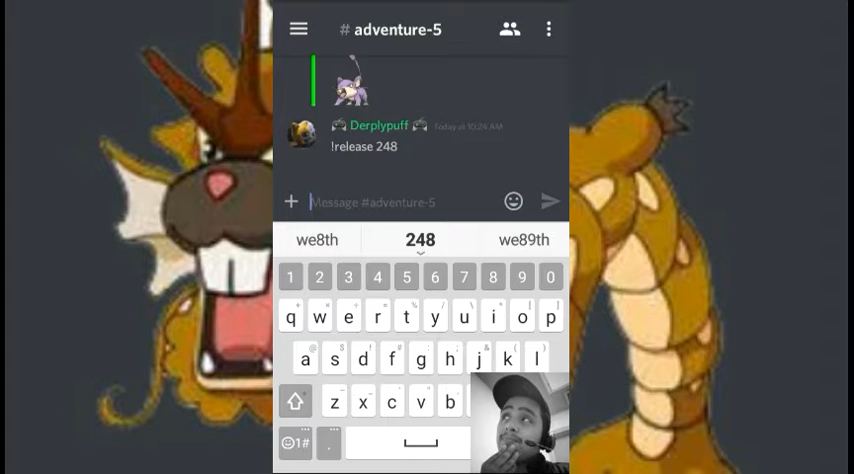 # adventure-5
Derplypuff Today at 10:24 AM
!release 248
Message #adventure-5
we8th 248 we89th
1 2 3 4 5 6 7 8 9 0
q w e r t y u i o p
a s d f g h j k l
z x c v b
1# .